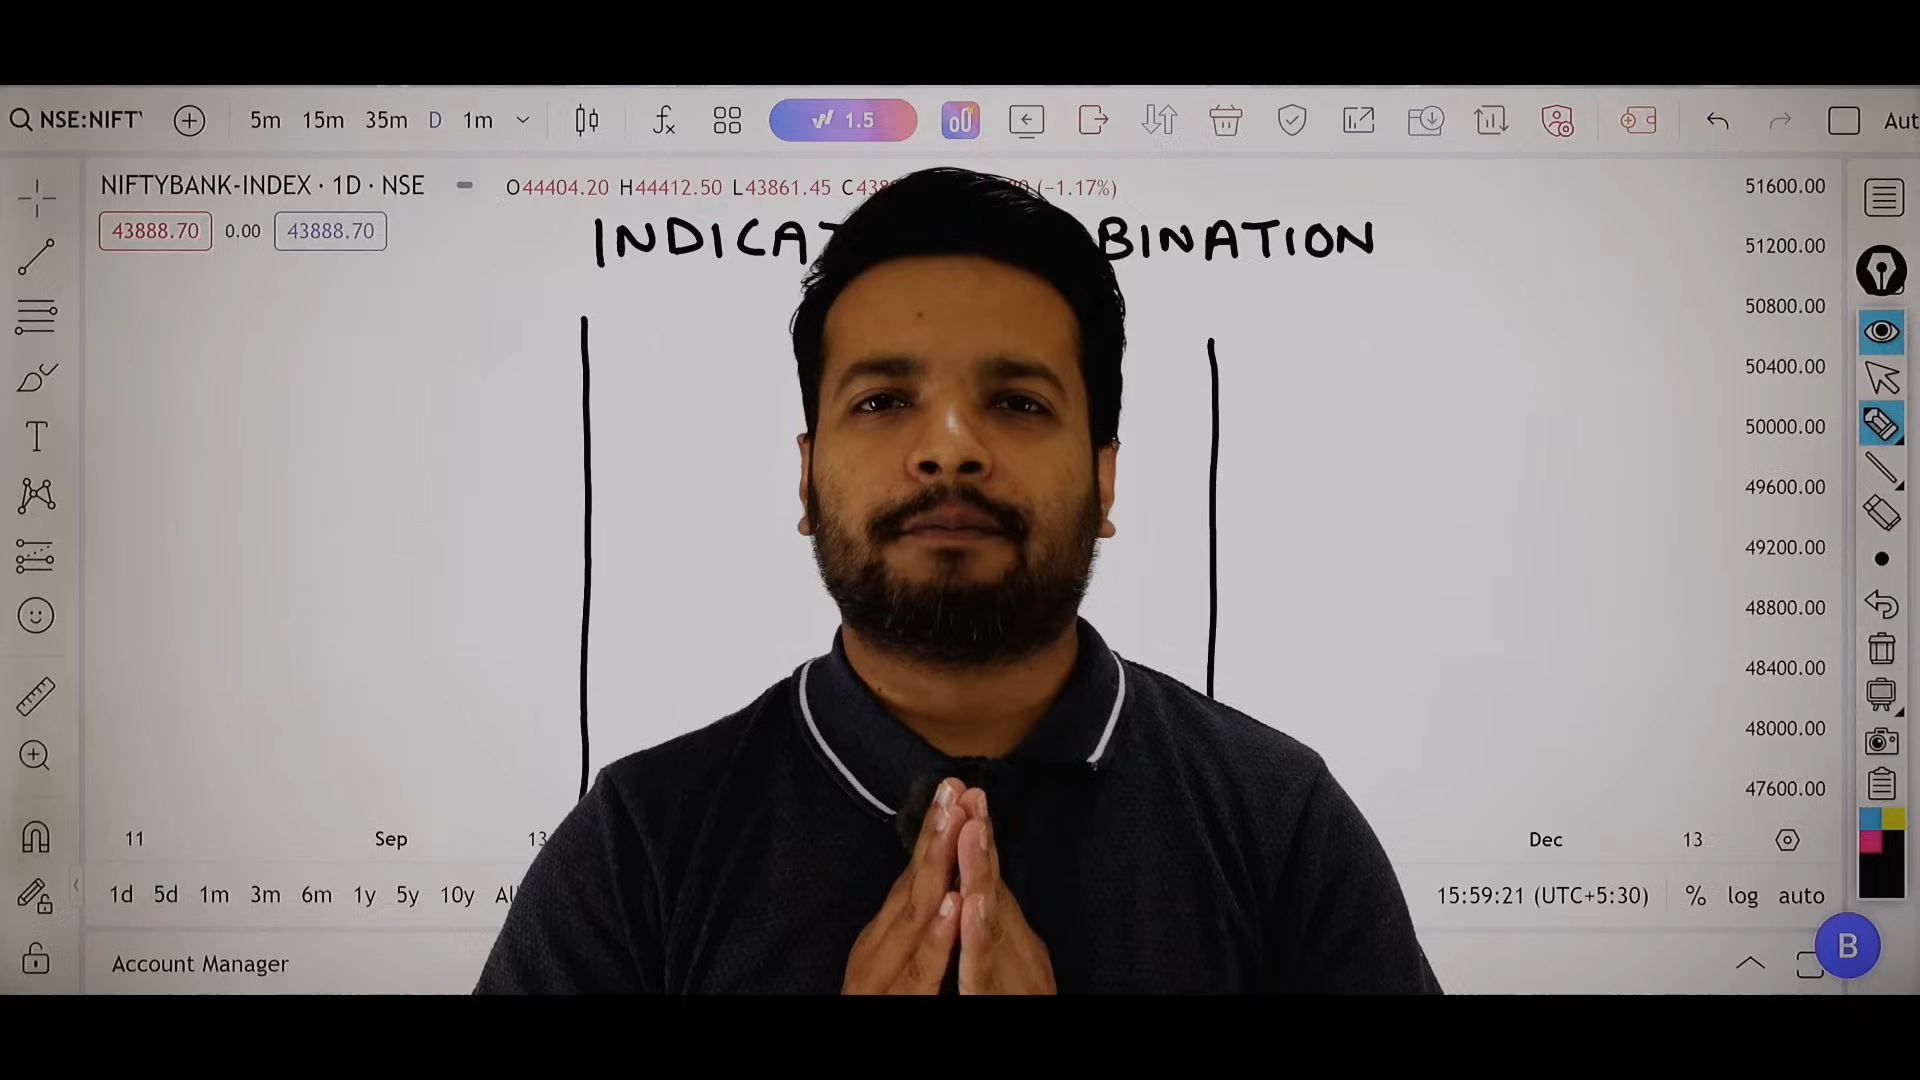 NSE:NIFT 5m 15m 35m D 1m 1.5 Aut
NIFTYBANK-INDEX · 1D · NSE O44404.20 H44412.50 L43861.45 (−1.17%)
43888.70 0.00 43888.70
51600.00
51200.00
50800.00
50400.00
50000.00
49600.00
49200.00
48800.00
48400.00
48000.00
47600.00
11 Sep 13 Dec 13
1d 5d 1m 3m 6m 1y 5y 10y 15:59:21 (UTC+5:30) % log auto
Account Manager
B